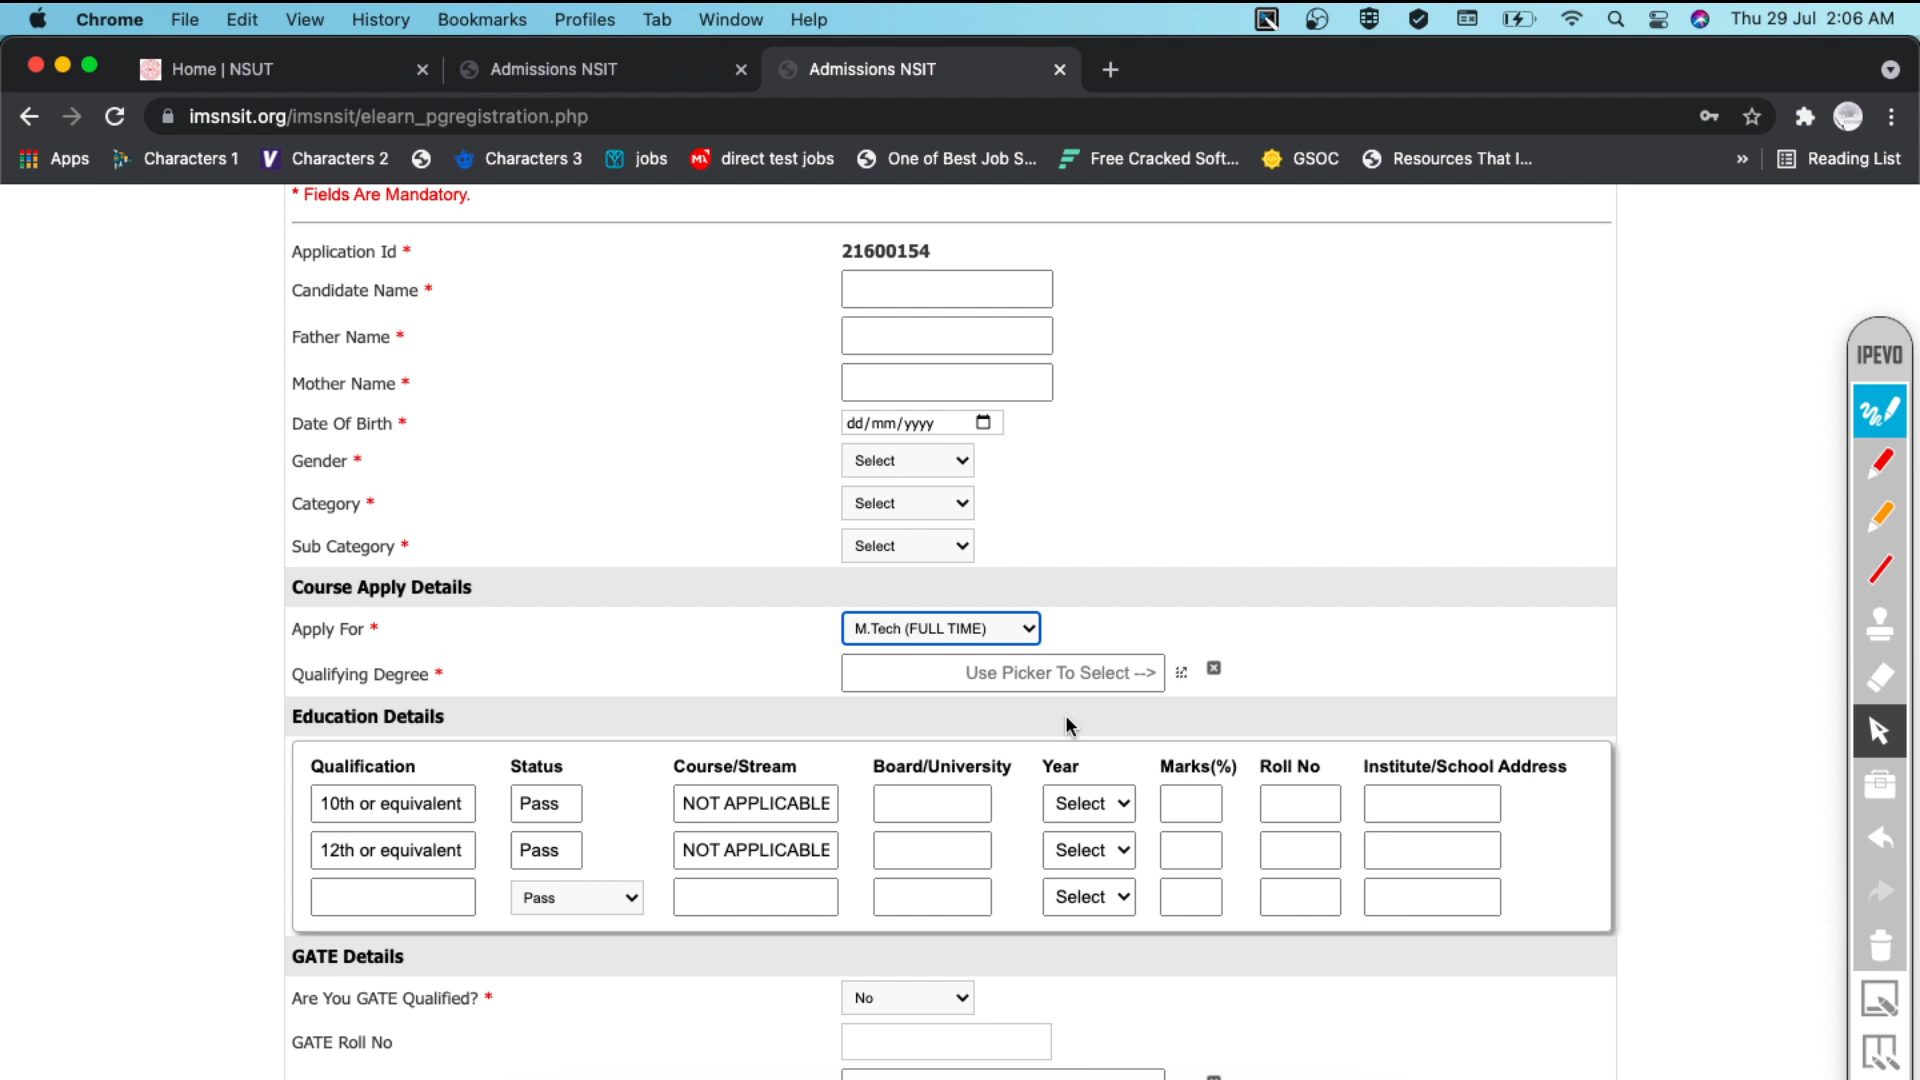 Chrome File Edit View History Bookmarks Profiles Tab Window Help Thu 29 Jul 2:06 AM
Home | NSUT Admissions NSIT Admissions NSIT
imsnsit.org/imsnsit/elearn_pgregistration.php
Apps Characters 1 Characters 2 Characters 3 jobs direct test jobs One of Best Job S... Free Cracked Soft... GSOC Resources That I... » Reading List
* Fields Are Mandatory.
Application Id * 21600154
Candidate Name *
Father Name *
Mother Name *
Date Of Birth * dd/mm/yyyy
Gender * Select
Category * Select
Sub Category * Select
Course Apply Details
Apply For * M.Tech (FULL TIME)
Qualifying Degree * Use Picker To Select -->
Education Details
Qualification Status Course/Stream Board/University Year Marks(%) Roll No Institute/School Address
10th or equivalent Pass NOT APPLICABLE Select
12th or equivalent Pass NOT APPLICABLE Select
Pass Select
GATE Details
Are You GATE Qualified? * No
GATE Roll No
IPEVO